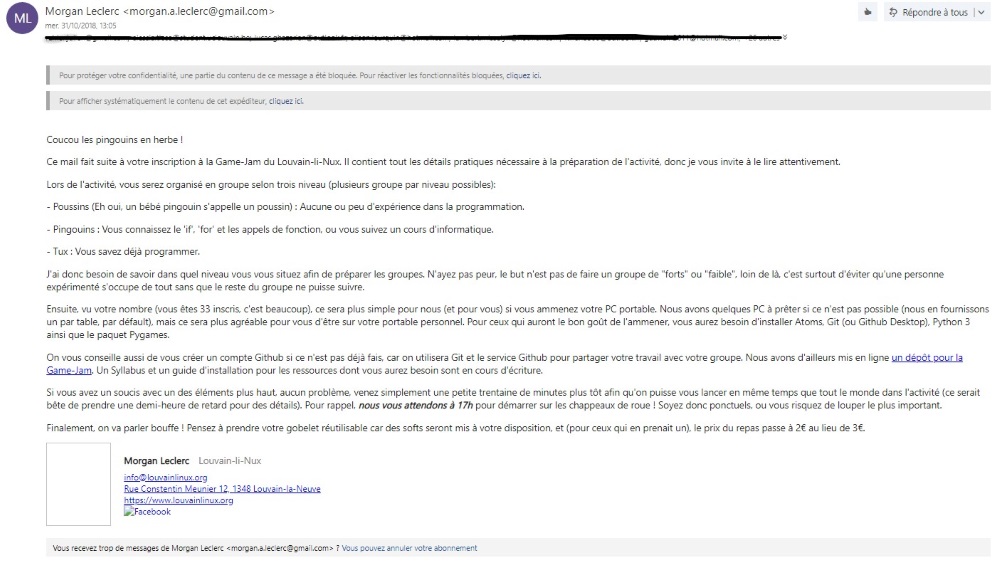 ML
Morgan Leclerc <morgan.a.leclerc@gmail.com>
Répondre à tous
mer. 31/10/2018, 13:05
Pour protéger votre confidentialité, une partie du contenu de ce message a été bloquée. Pour réactiver les fonctionnalités bloquées, cliquez ici.
Pour afficher systématiquement le contenu de cet expéditeur, cliquez ici.
Coucou les pingouins en herbe !
Ce mail fait suite à votre inscription à la Game-Jam du Louvain-li-Nux. Il contient tout les détails pratiques nécessaire à la préparation de l'activité, donc je vous invite à le lire attentivement.
Lors de l'activité, vous serez organisé en groupe selon trois niveau (plusieurs groupe par niveau possibles):
- Poussins (Eh oui, un bébé pingouin s'appelle un poussin) : Aucune ou peu d'expérience dans la programmation.
- Pingouins : Vous connaissez le 'if', 'for' et les appels de fonction, ou vous suivez un cours d'informatique.
- Tux : Vous savez déjà programmer.
J'ai donc besoin de savoir dans quel niveau vous vous situez afin de préparer les groupes. N'ayez pas peur, le but n'est pas de faire un groupe de "forts" ou "faible", loin de là, c'est surtout d'éviter qu'une personne
expérimenté s'occupe de tout sans que le reste du groupe ne puisse suivre.
Ensuite, vu votre nombre (vous êtes 33 inscris, c'est beaucoup), ce sera plus simple pour nous (et pour vous) si vous ammenez votre PC portable. Nous avons quelques PC à prêter si ce n'est pas possible (nous en fournissons
un par table, par défault), mais ce sera plus agréable pour vous d'être sur votre portable personnel. Pour ceux qui auront le bon goût de l'ammener, vous aurez besoin d'installer Atoms, Git (ou Github Desktop), Python 3
ainsi que le paquet Pygames.
On vous conseille aussi de vous créer un compte Github si ce n'est pas déjà fais, car on utilisera Git et le service Github pour partager votre travail avec votre groupe. Nous avons d'ailleurs mis en ligne un dépôt pour la
Game-Jam. Un Syllabus et un guide d'installation pour les ressources dont vous aurez besoin sont en cours d'écriture.
Si vous avez un soucis avec un des éléments plus haut, aucun problème, venez simplement une petite trentaine de minutes plus tôt afin qu'on puisse vous lancer en même temps que tout le monde dans l'activité (ce serait
bête de prendre une demi-heure de retard pour des détails). Pour rappel, nous vous attendons à 17h pour démarrer sur les chappeaux de roue ! Soyez donc ponctuels, ou vous risquez de louper le plus important.
Finalement, on va parler bouffe ! Pensez à prendre votre gobelet réutilisable car des softs seront mis à votre disposition, et (pour ceux qui en prenait un), le prix du repas passe à 2€ au lieu de 3€.
Morgan Leclerc Louvain-li-Nux
info@louvainlinux.org
Rue Constentin Meunier 12, 1348 Louvain-la-Neuve
https://www.louvainlinux.org
Facebook
Vous recevez trop de messages de Morgan Leclerc <morgan.a.leclerc@gmail.com> ? Vous pouvez annuler votre abonnement